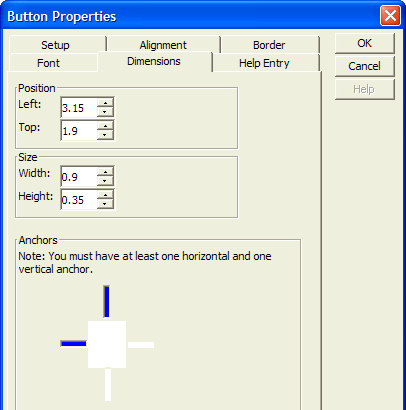 Button Properties
Setup Alignment Border
Font Dimensions Help Entry
OK
Cancel
Help
Position
Left: 3.15
Top: 1.9
Size
Width: 0.9
Height: 0.35
Anchors
Note: You must have at least one horizontal and one
vertical anchor.